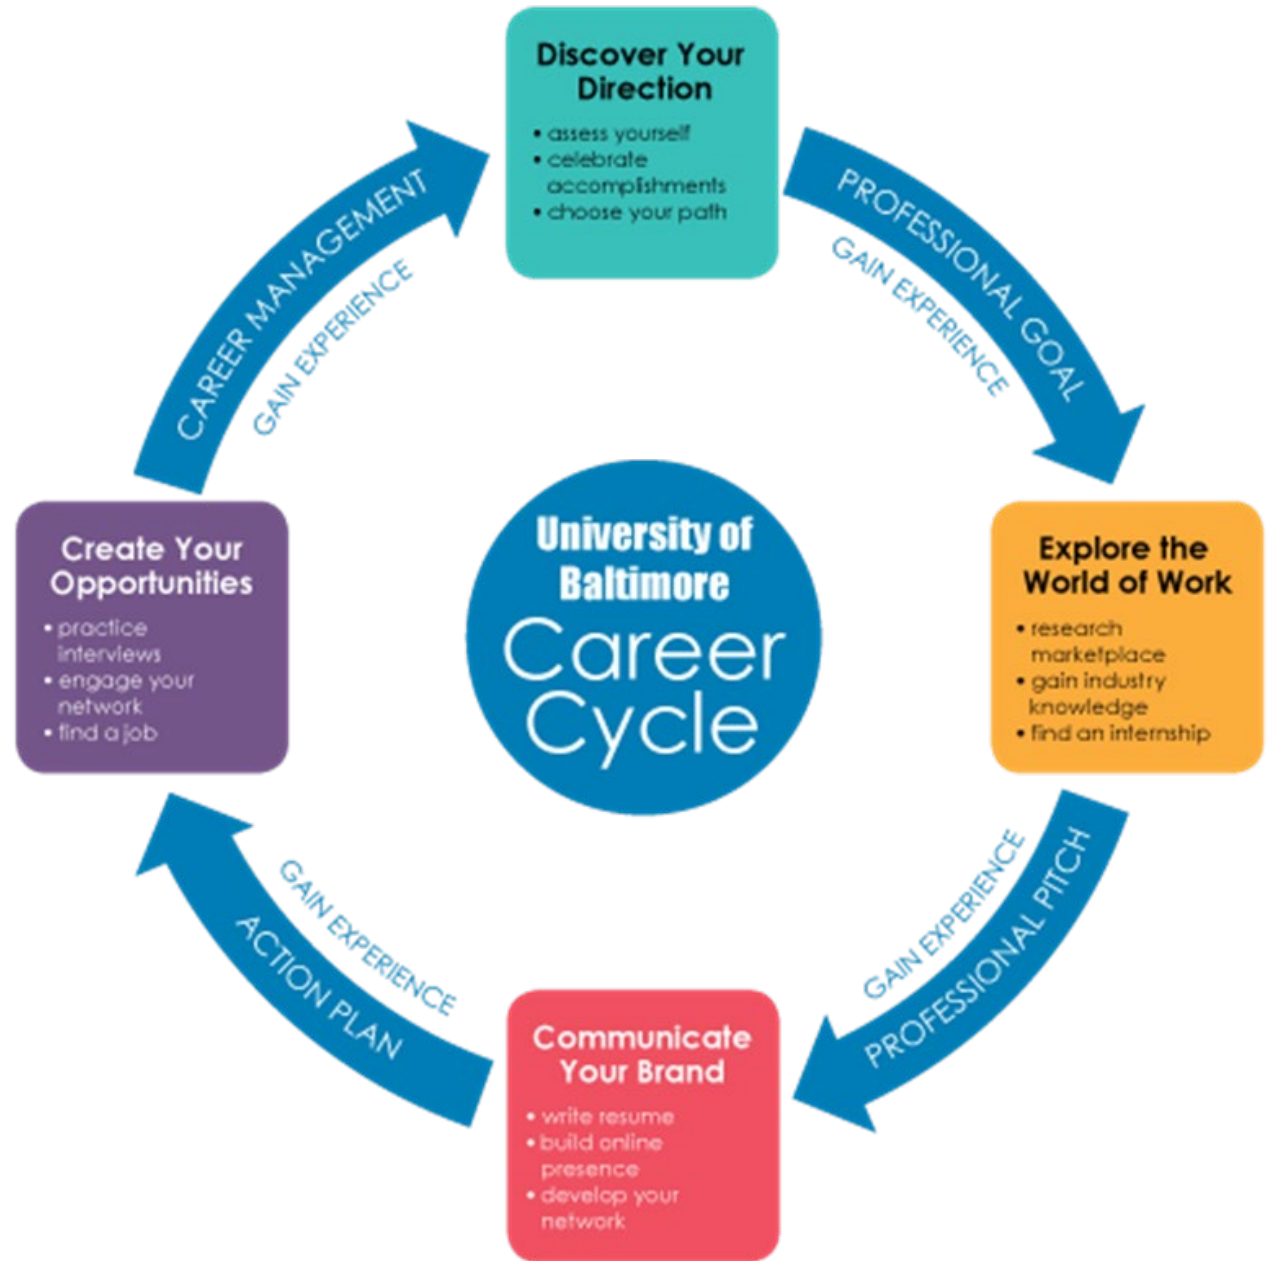 Discover Your
Direction
• assess yourself
• celebrate
accomplishments
• choose your path
PROFESSIONAL GOAL
GAIN EXPERIENCE
Explore the
World of Work
• research
marketplace
• gain industry
knowledge
• find an internship
PROFESSIONAL PITCH
GAIN EXPERIENCE
Communicate
Your Brand
• write resume
• build online
presence
• develop your
network
ACTION PLAN
GAIN EXPERIENCE
Create Your
Opportunities
• practice
interviews
• engage your
network
• find a job
CAREER MANAGEMENT
GAIN EXPERIENCE
University of
Baltimore
Career
Cycle